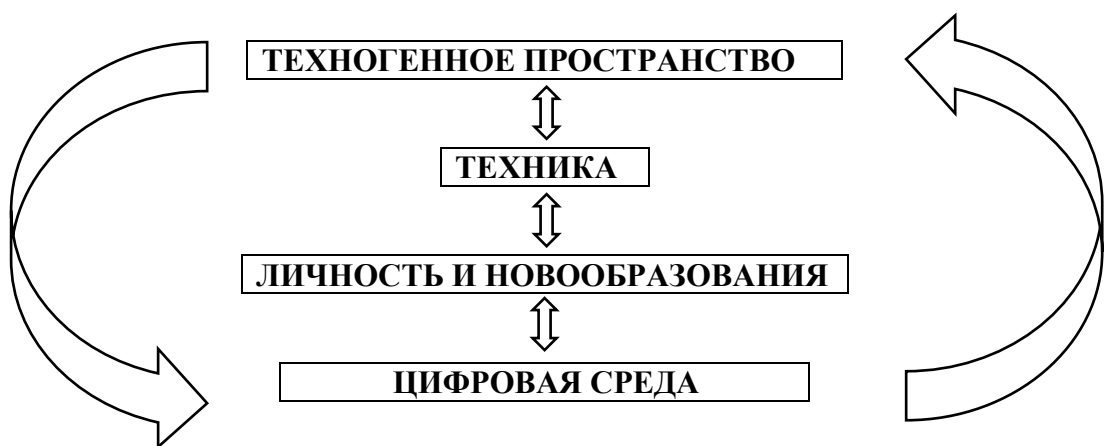 ТЕХНОГЕННОЕ ПРОСТРАНСТВО
ТЕХНИКА
ЛИЧНОСТЬ И НОВООБРАЗОВАНИЯ
ЦИФРОВАЯ СРЕДА